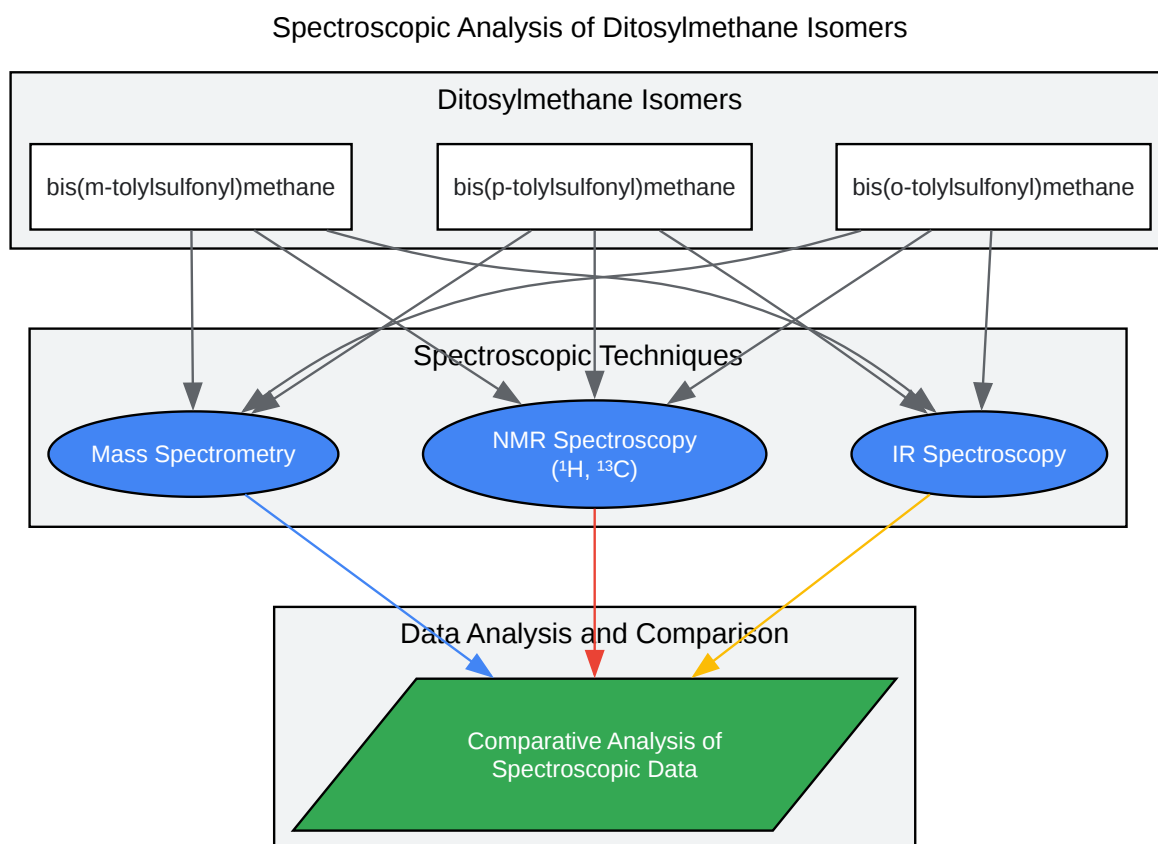 Spectroscopic Analysis of Ditosylmethane Isomers
Ditosylmethane Isomers
bis(m-tolylsulfonyl)methane
bis(p-tolylsulfonyl)methane
bis(o-tolylsulfonyl)methane
Spectroscopic Techniques
Mass Spectrometry
NMR Spectroscopy
(¹H, ¹³C)
IR Spectroscopy
Data Analysis and Comparison
Comparative Analysis of
Spectroscopic Data